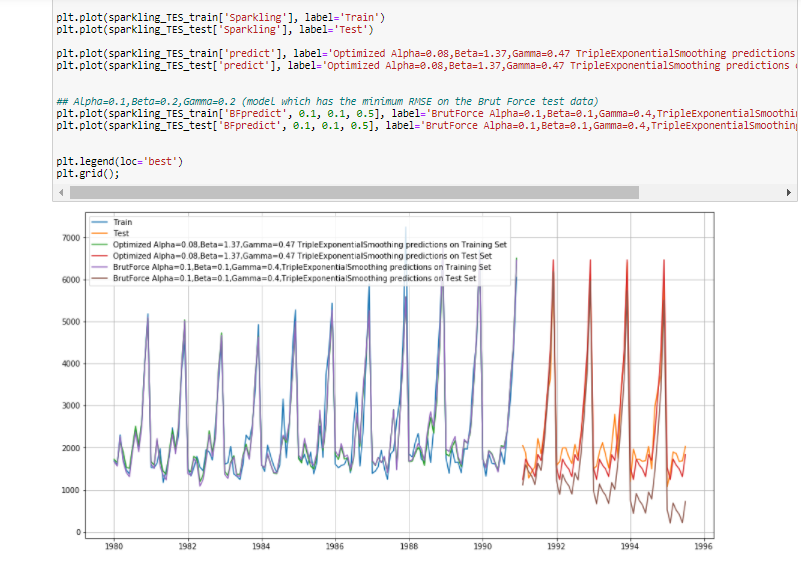 plt.plot(sparkling_TES_train['Sparkling'], label='Train')
plt.plot(sparkling_TES_test['Sparkling'], label='Test')
plt.plot(sparkling_TES_train['predict'], label='Optimized Alpha=0.08,Beta=1.37,Gamma=0.47 TripleExponentialSmoothing predictions
plt.plot(sparkling_TES_test['predict'], label='Optimized Alpha=0.08,Beta=1.37,Gamma=0.47 TripleExponentialSmoothing predictions
## Alpha=0.1,Beta=0.2,Gamma=0.2 (model which has the minimum RMSE on the Brut Force test data)
plt.plot(sparkling_TES_train['BFpredict', 0.1, 0.1, 0.5], label='BrutForce Alpha=0.1,Beta=0.1,Gamma=0.4,TripleExponentialSmoothin
plt.plot(sparkling_TES_test['BFpredict', 0.1, 0.1, 0.5], label='BrutForce Alpha=0.1,Beta=0.1,Gamma=0.4,TripleExponentialSmoothing
plt.legend(loc='best')
plt.grid();
Train
Test
Optimized Alpha=0.08,Beta=1.37,Gamma=0.47 TripleExponentialSmoothing predictions on Training Set
Optimized Alpha=0.08,Beta=1.37,Gamma=0.47 TripleExponentialSmoothing predictions on Test Set
BrutForce Alpha=0.1,Beta=0.1,Gamma=0.4,TripleExponentialSmoothing predictions on Training Set
BrutForce Alpha=0.1,Beta=0.1,Gamma=0.4,TripleExponentialSmoothing predictions on Test Set
7000
6000
5000
4000
3000
2000
1000
0
1980 1982 1984 1986 1988 1990 1992 1994 1996